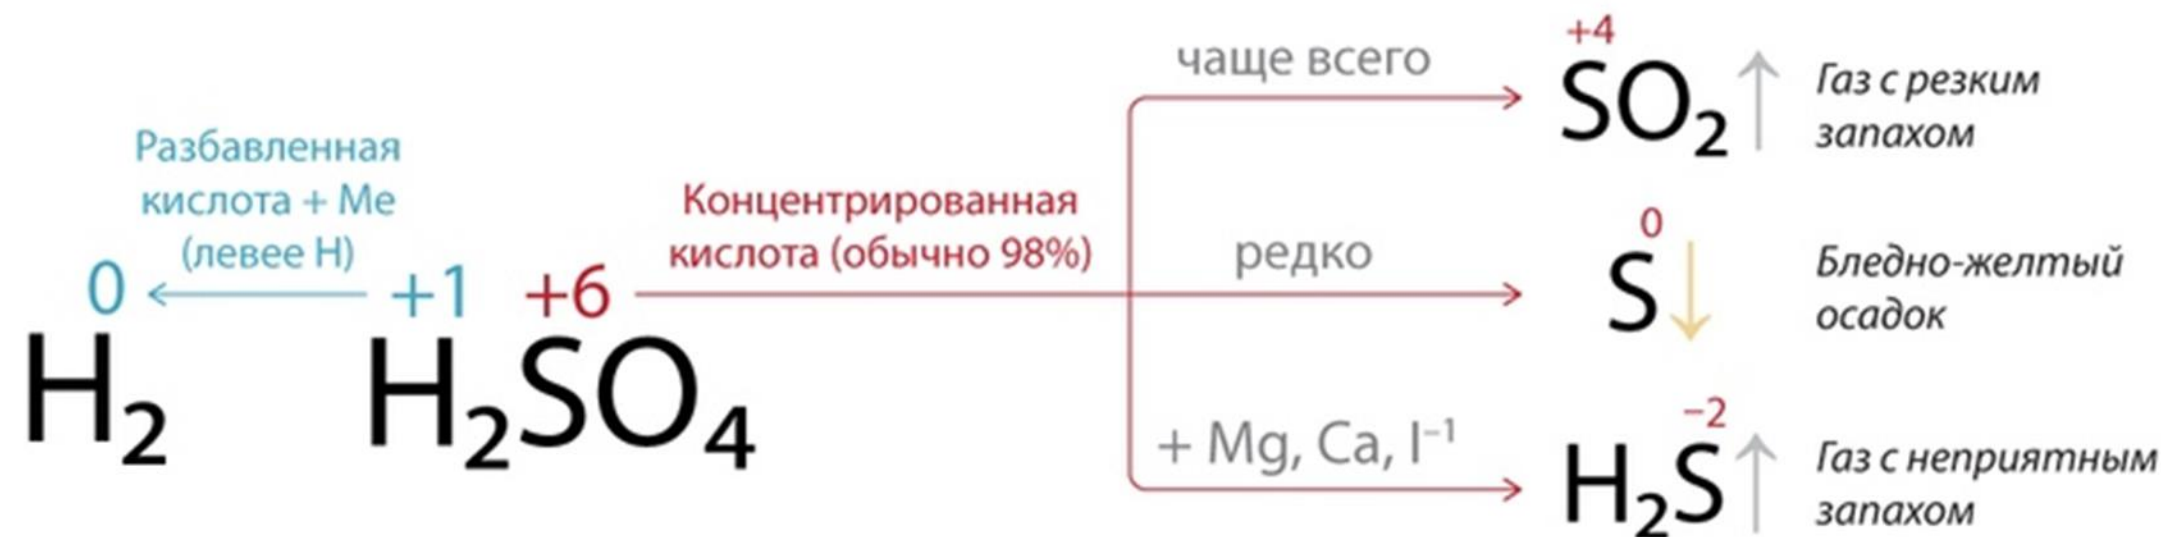 Разбавленная
кислота + Me
(левее H)
0
+1
H₂
+6
H₂SO₄
Концентрированная
кислота (обычно 98%)
чаще всего
+4
SO₂↑
Газ с резким
запахом
редко
0
S↓
Бледно-желтый
осадок
+ Mg, Ca, I⁻¹
−2
H₂S↑
Газ с неприятным
запахом